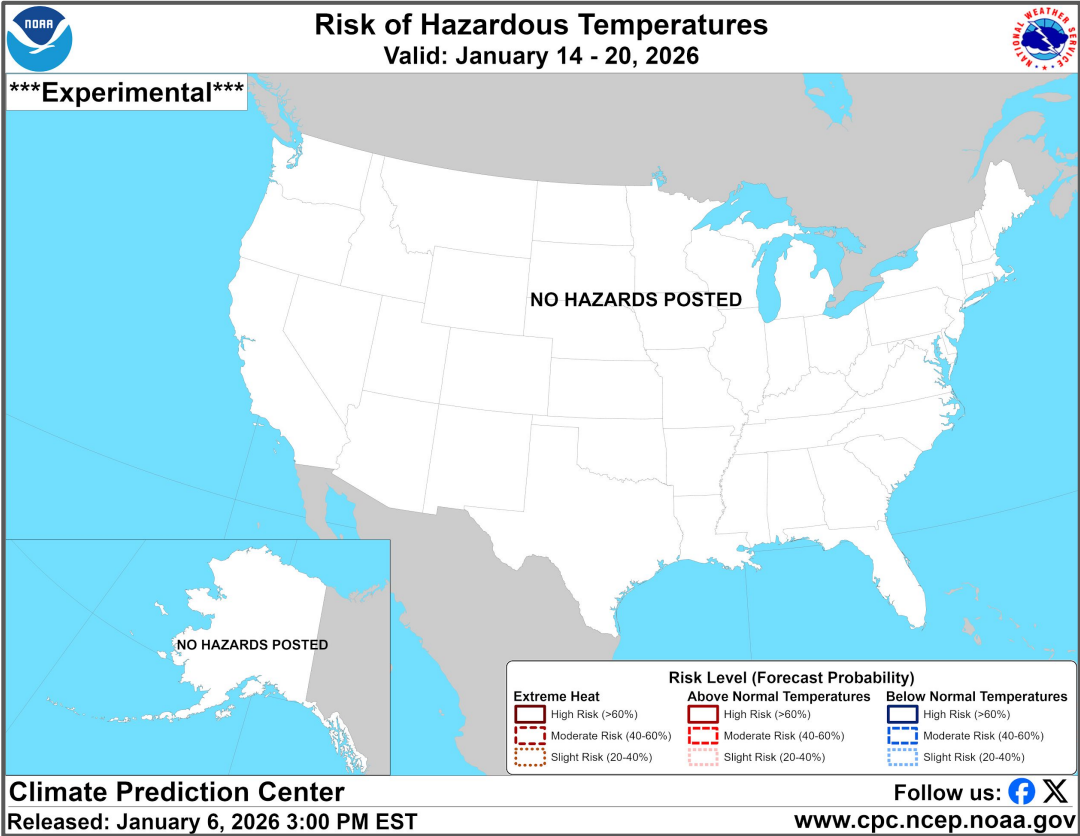 NOAA
Risk of Hazardous Temperatures
Valid: January 14 - 20, 2026
NATIONAL WEATHER SERVICE
***Experimental***
NO HAZARDS POSTED
NO HAZARDS POSTED
Risk Level (Forecast Probability)
Extreme Heat
High Risk (>60%)
Moderate Risk (40-60%)
Slight Risk (20-40%)
Above Normal Temperatures
High Risk (>60%)
Moderate Risk (40-60%)
Slight Risk (20-40%)
Below Normal Temperatures
High Risk (>60%)
Moderate Risk (40-60%)
Slight Risk (20-40%)
Climate Prediction Center
Follow us:
Released: January 6, 2026 3:00 PM EST
www.cpc.ncep.noaa.gov